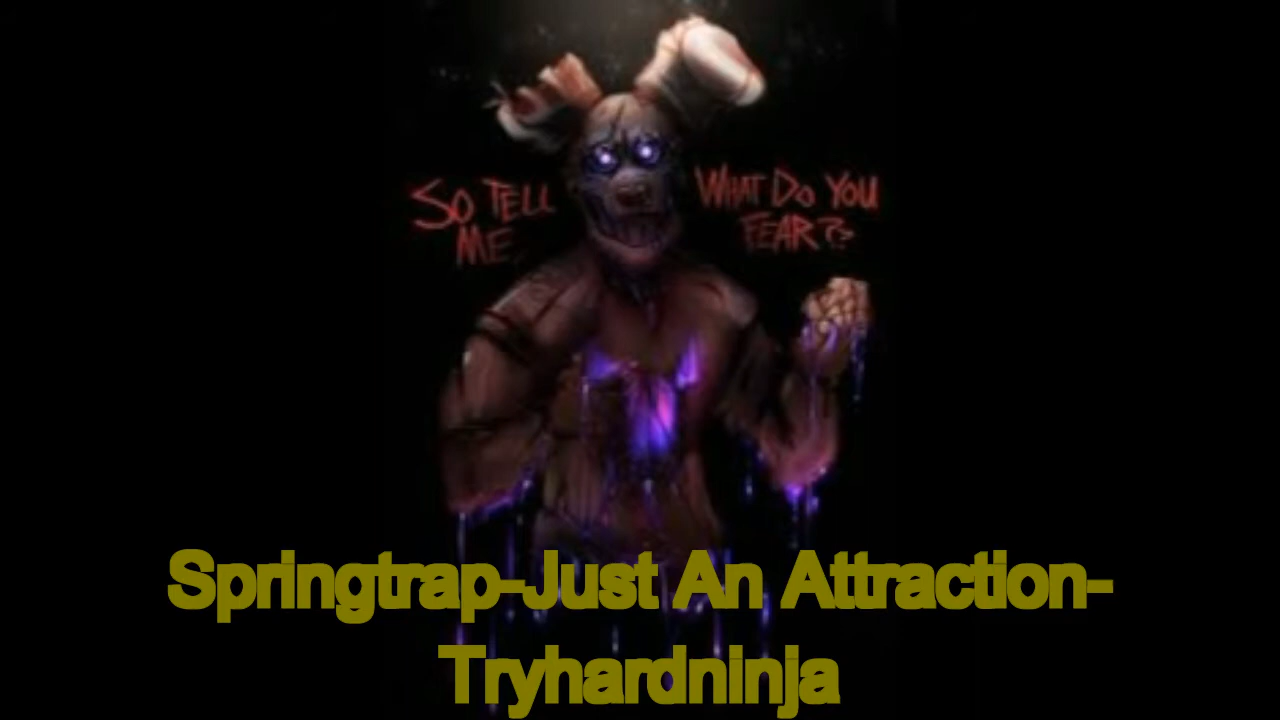 SO TELL
ME
WHAT DO YOU
FEAR??
Springtrap-Just An Attraction-
Tryhardninja